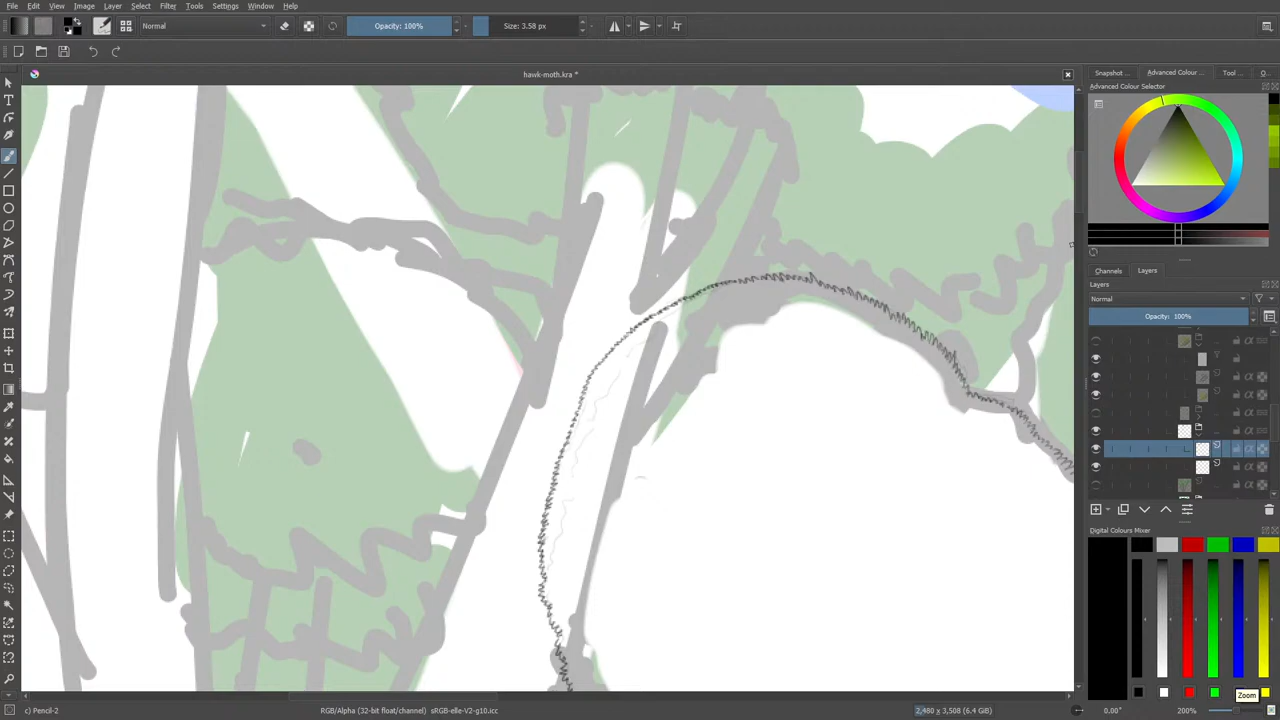 File Edit View Image Layer Select Filter Tools Settings Window Help
Normal
Opacity: 100%
Size: 3.58 px
hawk-moth.kra *
Snapshot ... Advanced Colour ... Tool ... O...
Advanced Colour Selector
Channels Layers
Layers
Normal
Opacity: 100%
Digital Colours Mixer
Zoom
c) Pencil-2
RGB/Alpha (32-bit float/channel) sRGB-elle-V2-g10.icc
2,480 x 3,508 (6.4 GiB)
0.00°
200%